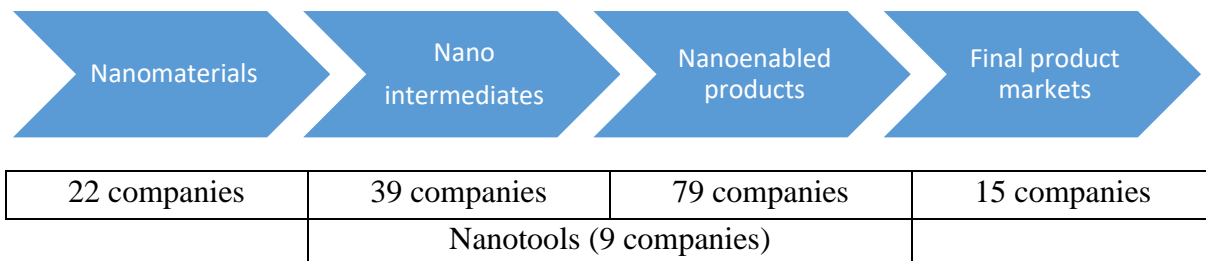 Nanomaterials
Nano
intermediates
Nanoenabled
products
Final product
markets
22 companies
39 companies
79 companies
15 companies
Nanotools (9 companies)